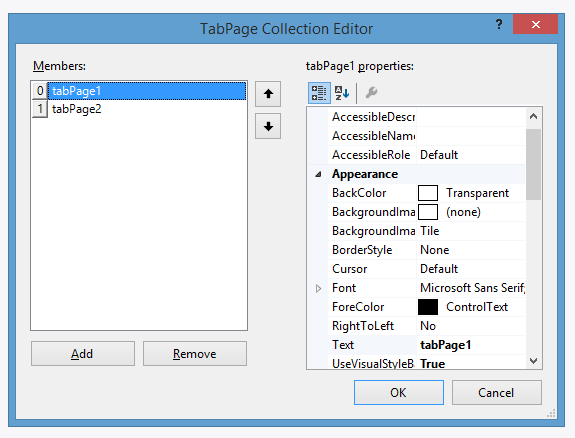 TabPage Collection Editor
?
Members:
0 tabPage1
1 tabPage2
Add
Remove
tabPage1 properties:
AccessibleDescr
AccessibleName
AccessibleRole Default
Appearance
BackColor Transparent
BackgroundIma (none)
BackgroundIma Tile
BorderStyle None
Cursor Default
Font Microsoft Sans Serif,
ForeColor ControlText
RightToLeft No
Text tabPage1
UseVisualStyleBa True
OK
Cancel